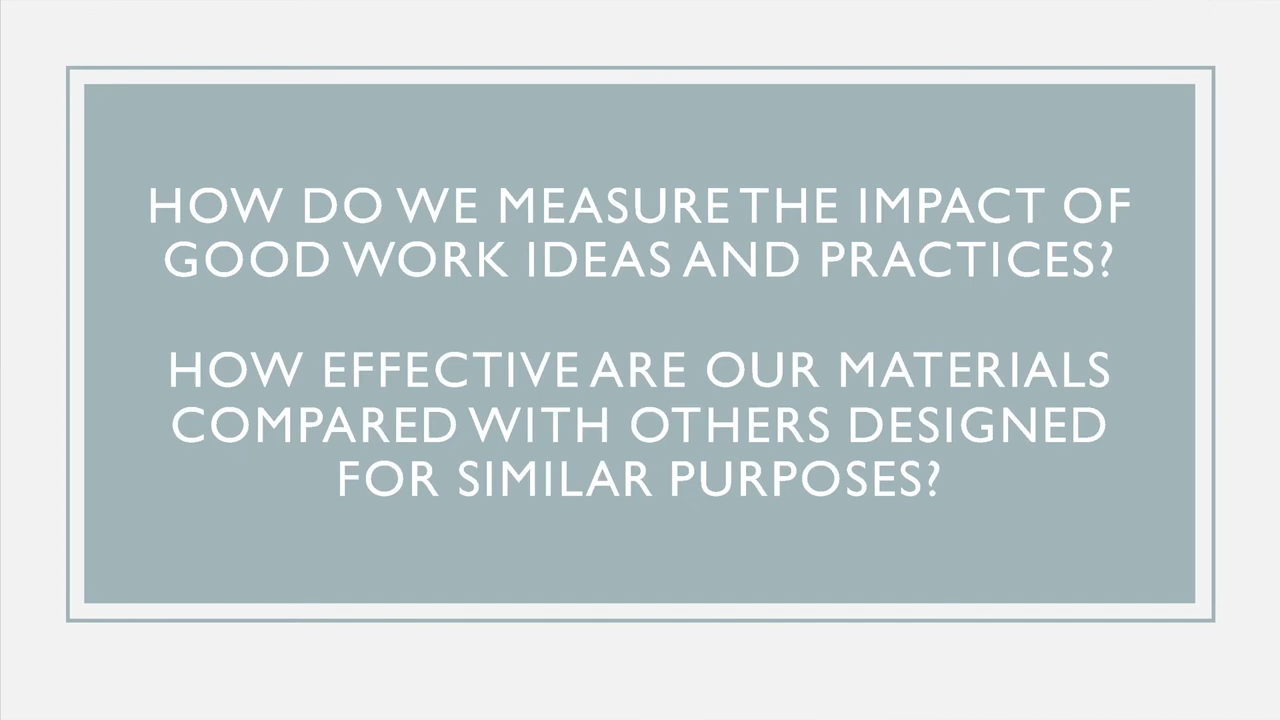 HOW DO WE MEASURE THE IMPACT OF
GOOD WORK IDEAS AND PRACTICES?
HOW EFFECTIVE ARE OUR MATERIALS
COMPARED WITH OTHERS DESIGNED
FOR SIMILAR PURPOSES?